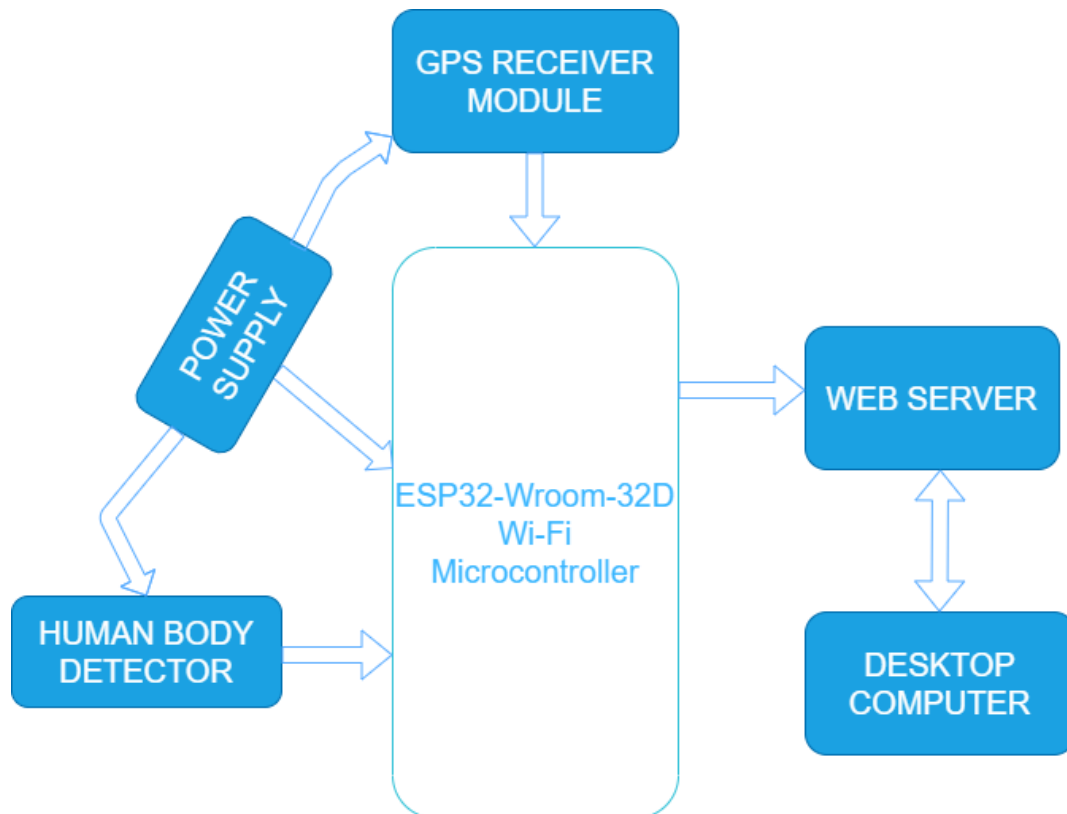 GPS RECEIVER
MODULE
POWER
SUPPLY
WEB SERVER
ESP32-Wroom-32D
Wi-Fi
Microcontroller
HUMAN BODY
DETECTOR
DESKTOP
COMPUTER